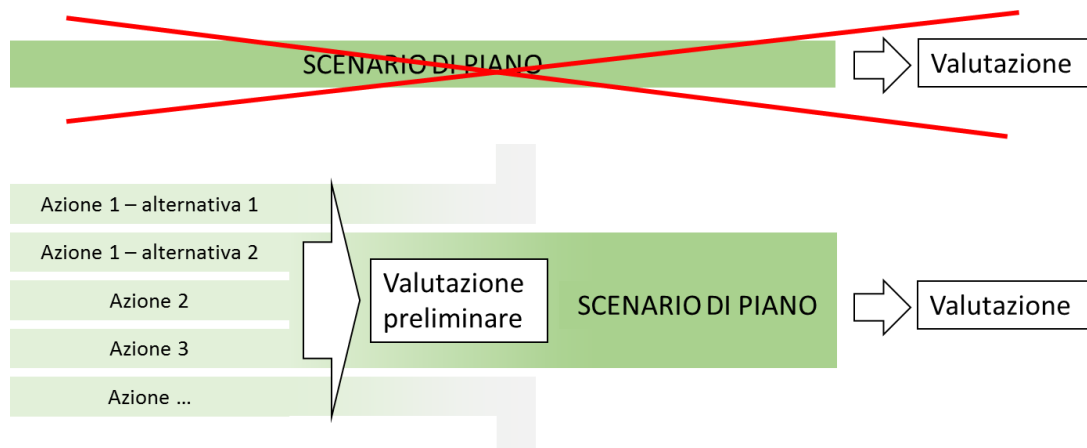 SCENARIO DI PIANO
Valutazione
Azione 1 – alternativa 1
Azione 1 – alternativa 2
Azione 2
Azione 3
Azione ...
Valutazione
preliminare
SCENARIO DI PIANO
Valutazione